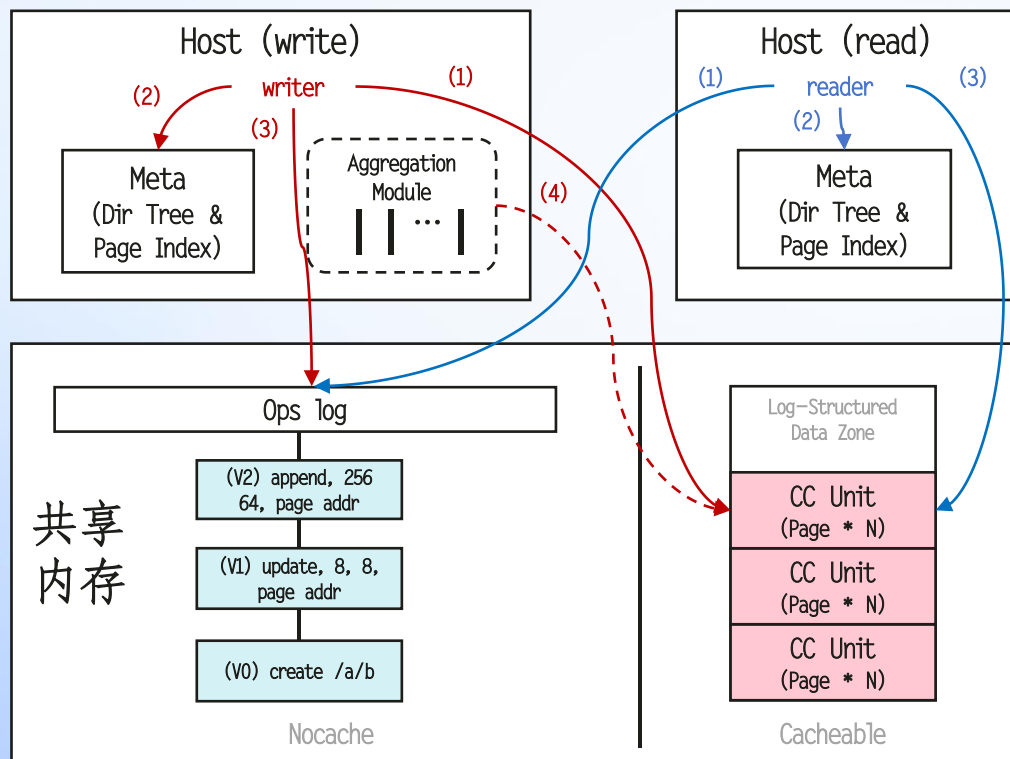 Host (write)
writer
(1)
(2)
(3)
Meta
(Dir Tree &
Page Index)
Aggregation
Module
...
(4)
Host (read)
(1)
reader
(3)
(2)
Meta
(Dir Tree &
Page Index)
共享
内存
Ops log
(V2) append, 256
64, page addr
(V1) update, 8, 8,
page addr
(V0) create /a/b
Nocache
Log-Structured
Data Zone
CC Unit
(Page * N)
CC Unit
(Page * N)
CC Unit
(Page * N)
Cacheable